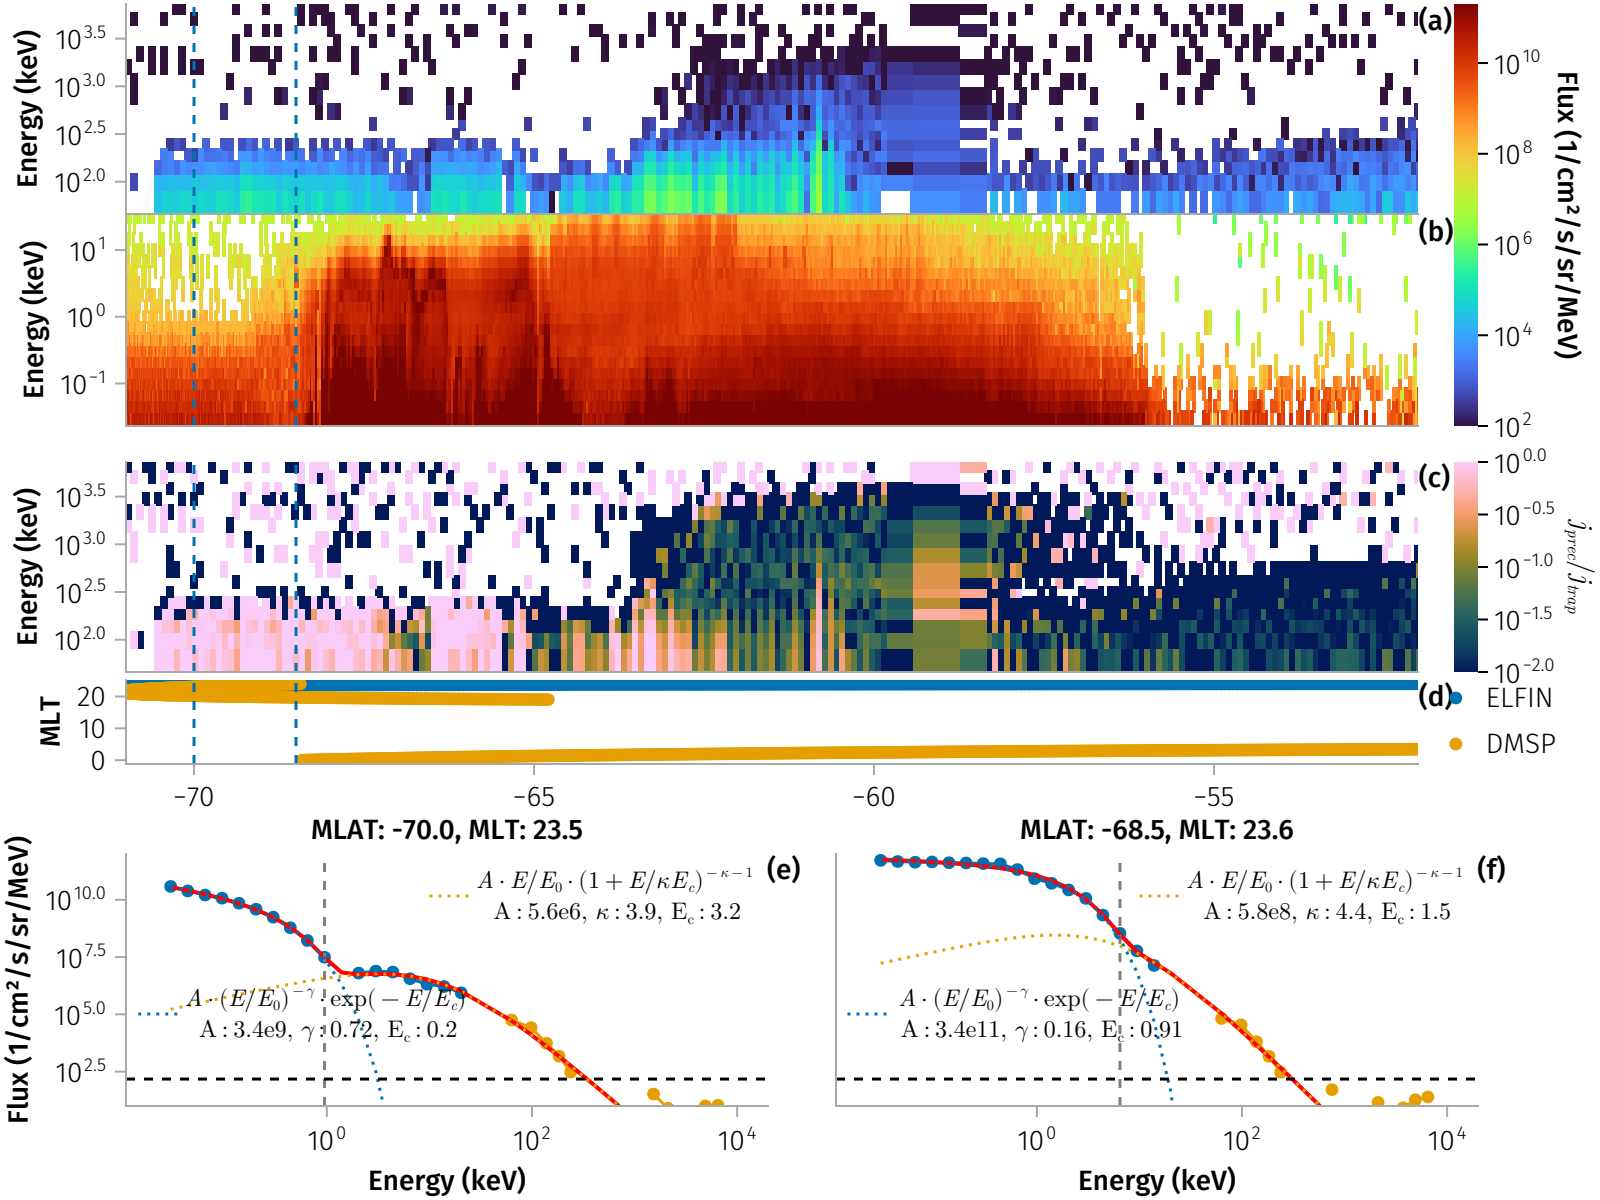 (a)
Energy (keV)
10^3.5
10^3.0
10^2.5
10^2.0
(b)
Energy (keV)
10^1
10^0
10^−1
10^10
10^8
10^6
10^4
10^2
Flux (1/cm²/s/sr/MeV)
(c)
Energy (keV)
10^3.5
10^3.0
10^2.5
10^2.0
10^0.0
10^−0.5
10^−1.0
10^−1.5
10^−2.0
j_prec/j_trap
(d)
MLT
20
10
0
ELFIN
DMSP
−70 −65 −60 −55
MLAT: -70.0, MLT: 23.5
(e)
Flux (1/cm²/s/sr/MeV)
10^10.0
10^7.5
10^5.0
10^2.5
A · E/E_0 · (1 + E/κE_c)^−κ−1
A : 5.6e6, κ : 3.9, E_c : 3.2
A · (E/E_0)^−γ · exp(−E/E_c)
A : 3.4e9, γ : 0.72, E_c : 0.2
10^0 10^2 10^4
Energy (keV)
MLAT: -68.5, MLT: 23.6
(f)
A · E/E_0 · (1 + E/κE_c)^−κ−1
A : 5.8e8, κ : 4.4, E_c : 1.5
A · (E/E_0)^−γ · exp(−E/E_c)
A : 3.4e11, γ : 0.16, E_c : 0.91
10^0 10^2 10^4
Energy (keV)